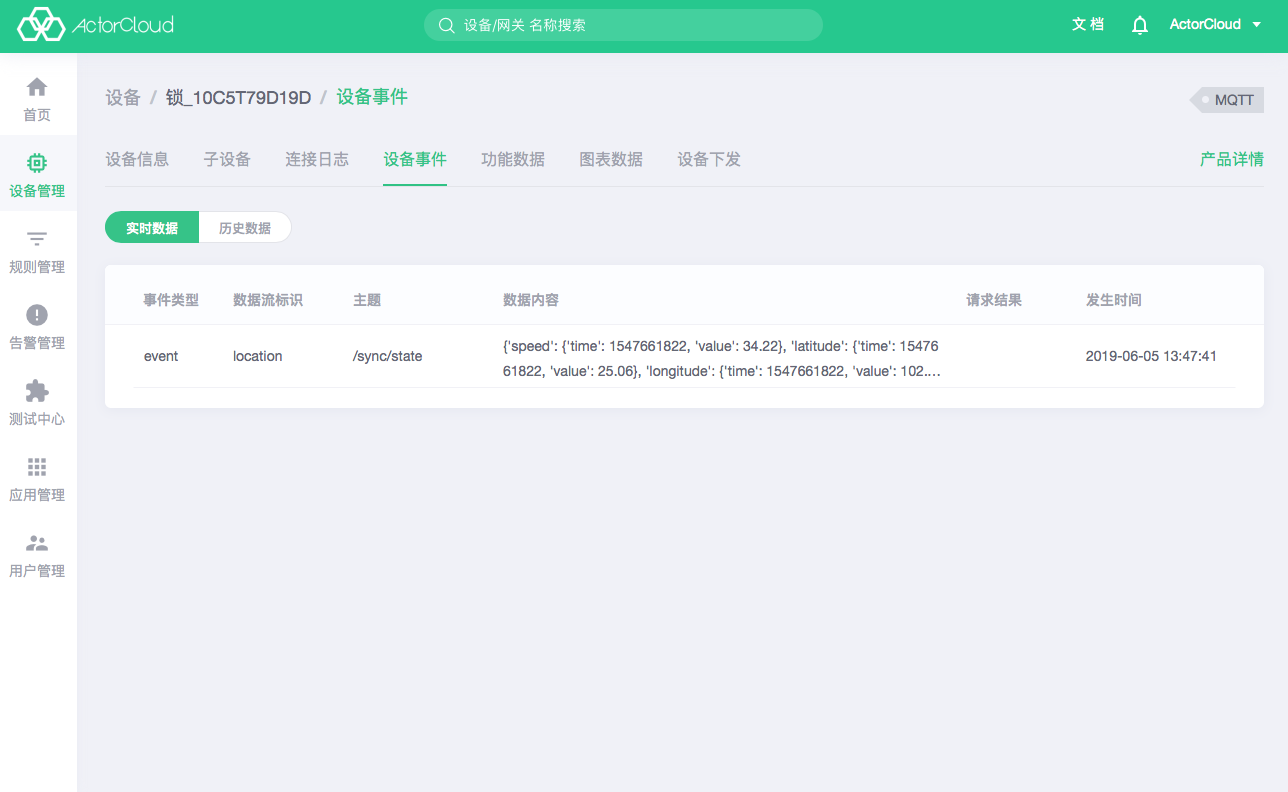 ActorCloud
设备/网关 名称搜索
文档
ActorCloud
首页
设备管理
规则管理
告警管理
测试中心
应用管理
用户管理
设备 / 锁_10C5T79D19D / 设备事件
MQTT
设备信息 子设备 连接日志 设备事件 功能数据 图表数据 设备下发
产品详情
实时数据 历史数据
事件类型 数据流标识 主题 数据内容 请求结果 发生时间
event location /sync/state
{'speed': {'time': 1547661822, 'value': 34.22}, 'latitude': {'time': 15476
61822, 'value': 25.06}, 'longitude': {'time': 1547661822, 'value': 102....
2019-06-05 13:47:41